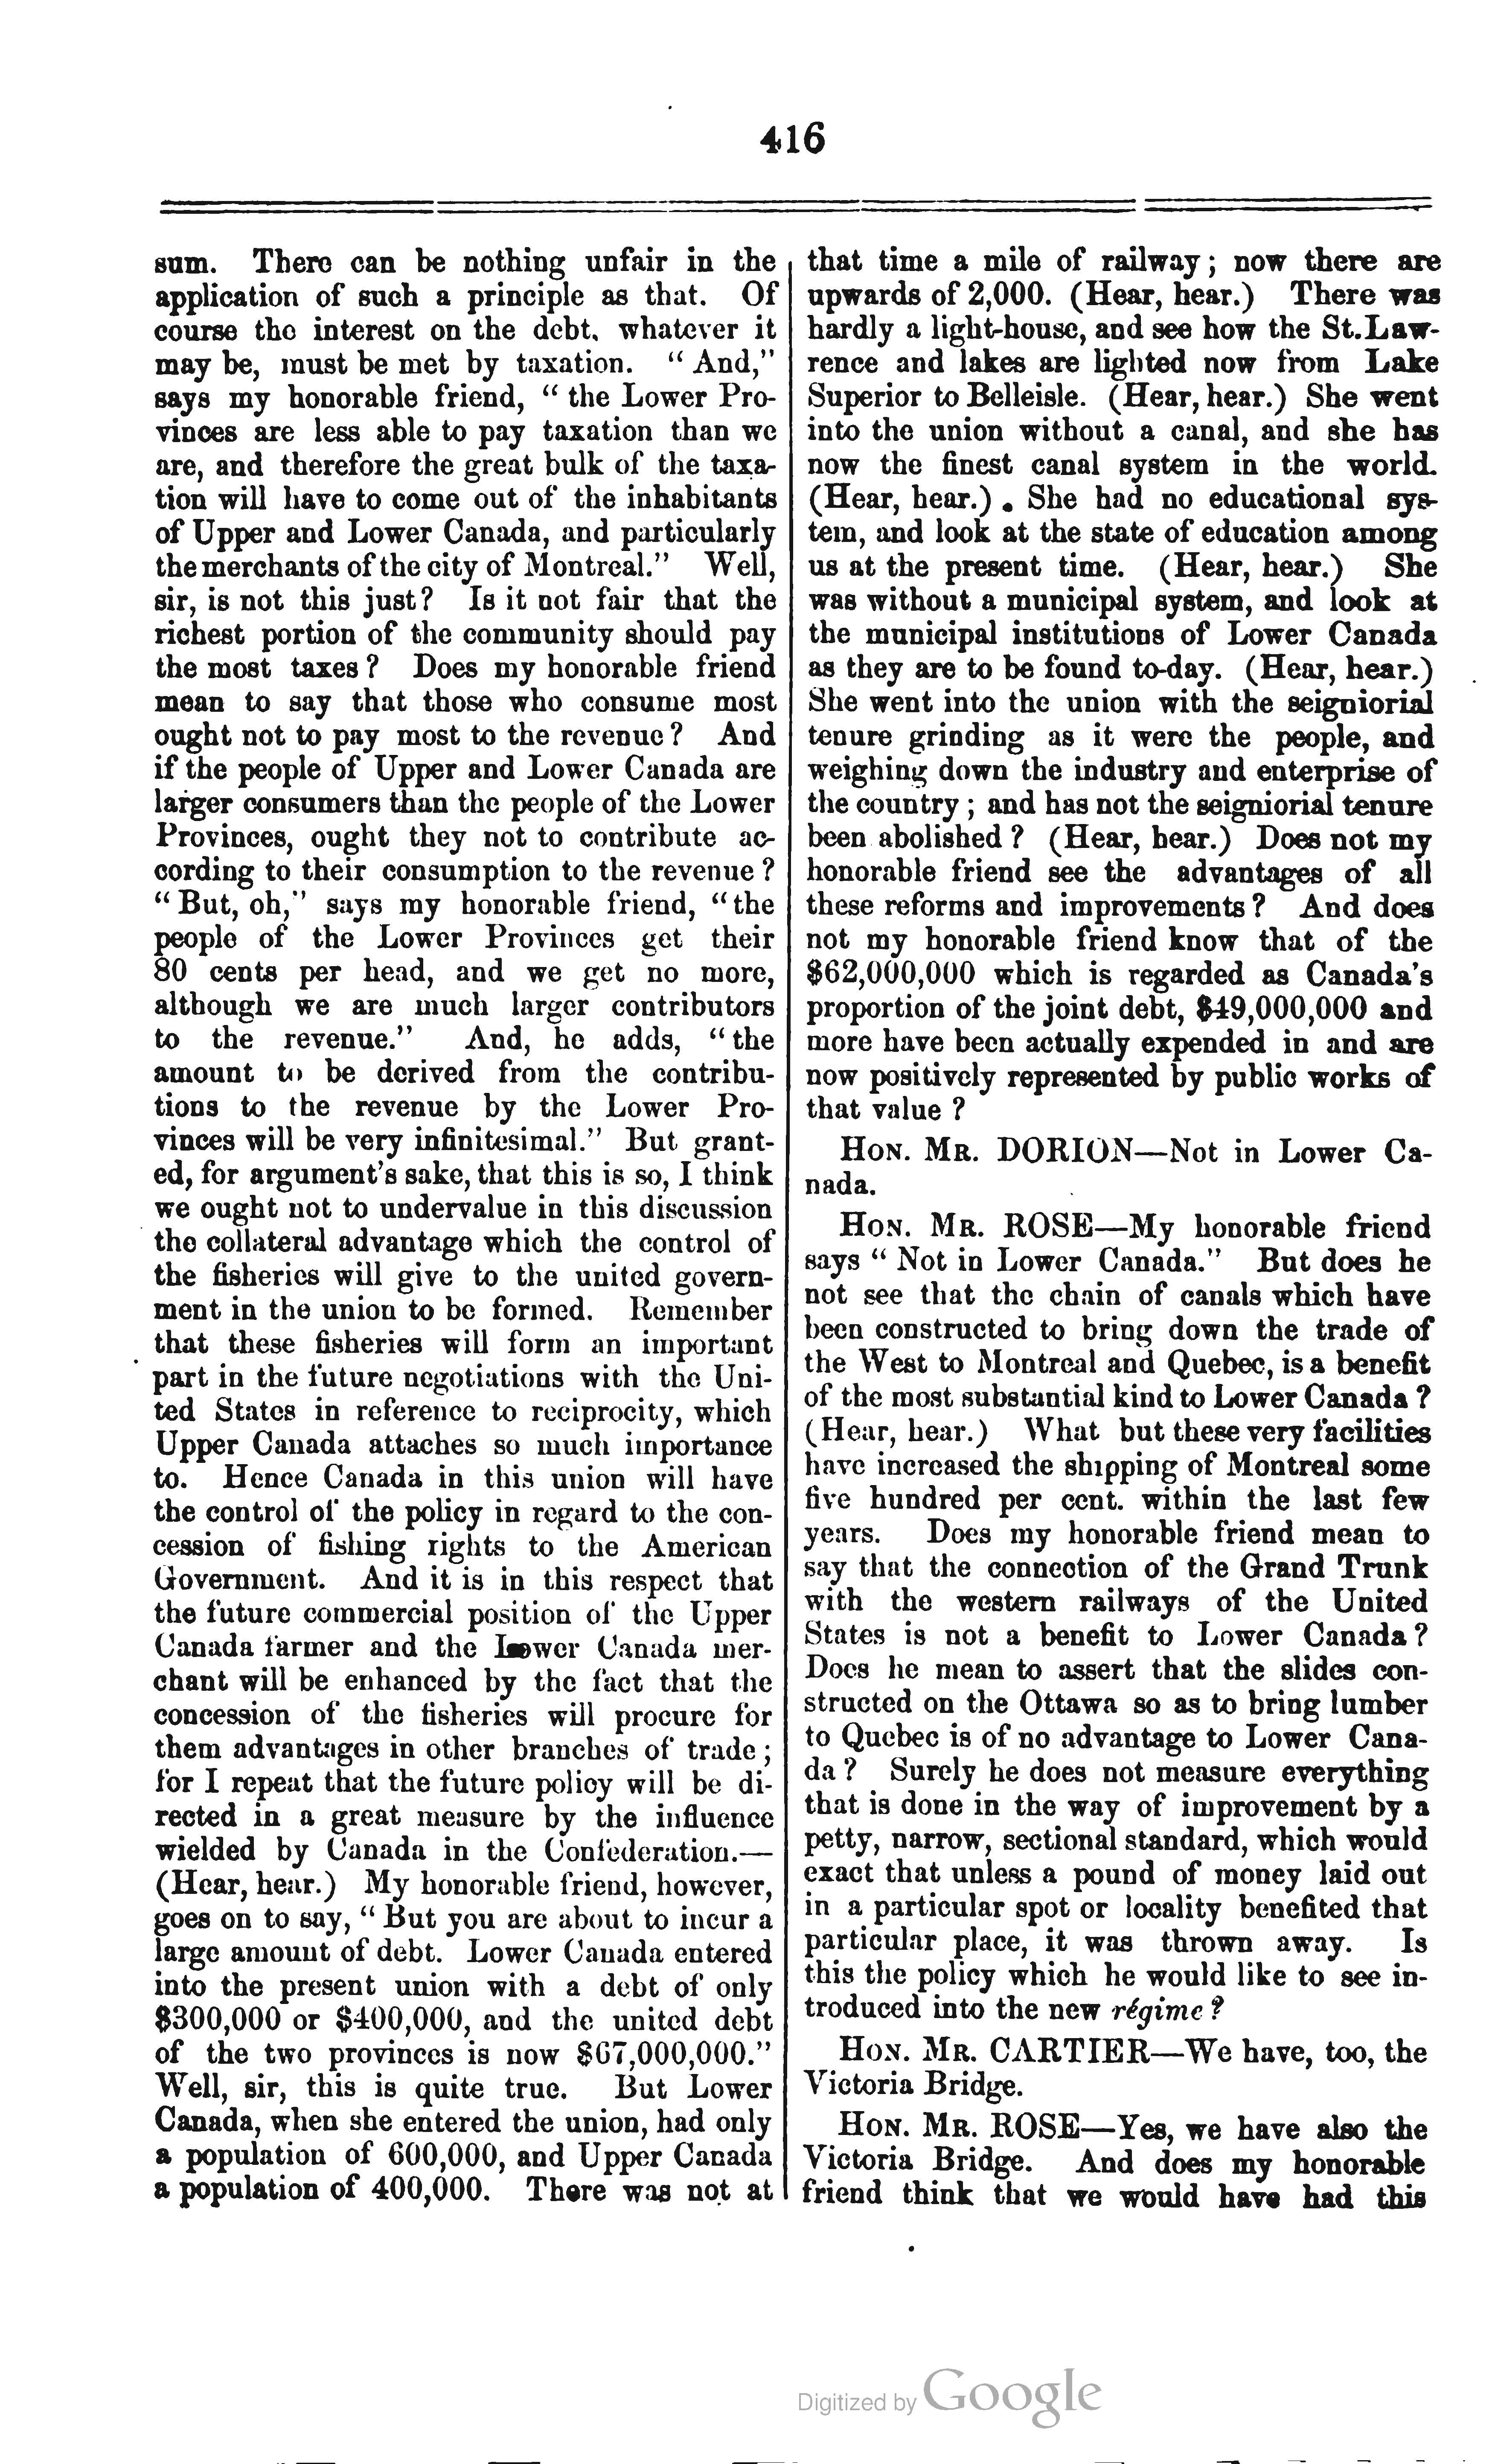 416
sum. There can be nothing unfair in the
application of such a principle as that. Of
course the interest on the debt, whatever it
may be, must be met by taxation. “ And,”
says my honorable friend, “ the Lower Pro-
vinces are less able to pay taxation than we
are, and therefore the great bulk of the taxa-
tion will have to come out of the inhabitants
of Upper and Lower Canada, and particularly
the merchants of the city of Montreal.” Well,
sir, is not this just? Is it not fair that the
richest portion of the community should pay
the most taxes? Does my honorable friend
mean to say that those who consume most
ought not to pay most to the revenue? And
if the people of Upper and Lower Canada are
larger consumers than the people of the Lower
Provinces, ought they not to contribute ac-
cording to their consumption to the revenue?
“ But, oh,” says my honorable friend, “the
people of the Lower Provinces get their
80 cents per head, and we get no more,
although we are much larger contributors
to the revenue.” And, he adds, “the
amount to be derived from the contribu-
tions to the revenue by the Lower Pro-
vinces will be very infinitesimal.” But grant-
ed, for argument’s sake, that this is so, I think
we ought not to undervalue in this discussion
the collateral advantage which the control of
the fisheries will give to the united govern-
ment in the union to be formed. Remember
that these fisheries will form an important
part in the future negotiations with the Uni-
ted States in reference to reciprocity, which
Upper Canada attaches so much importance
to. Hence Canada in this union will have
the control of the policy in regard to the con-
cession of fishing rights to the American
Government. And it is in this respect that
the future commercial position of the Upper
Canada farmer and the Lower Canada mer-
chant will be enhanced by the fact that the
concession of the fisheries will procure for
them advantages in other branches of trade;
for I repeat that the future policy will be di-
rected in a great measure by the influence
wielded by Canada in the Confederation.—
(Hear, hear.) My honorable friend, however,
goes on to say, “ But you are about to incur a
large amount of debt. Lower Canada entered
into the present union with a debt of only
$300,000 or $400,000, and the united debt
of the two provinces is now $67,000,000.”
Well, sir, this is quite true. But Lower
Canada, when she entered the union, had only
a population of 600,000, and Upper Canada
a population of 400,000. There was not at
that time a mile of railway; now there are
upwards of 2,000. (Hear, hear.) There was
hardly a light-house, and see how the St. Law-
rence and lakes are lighted now from Lake
Superior to Belleisle. (Hear, hear.) She went
into the union without a canal, and she has
now the finest canal system in the world.
(Hear, hear.) She had no educational sys-
tem, and look at the state of education among
us at the present time. (Hear, hear.) She
was without a municipal system, and look at
the municipal institutions of Lower Canada
as they are to be found to-day. (Hear, hear.)
She went into the union with the seigniorial
tenure grinding as it were the people, and
weighing down the industry and enterprise of
the country; and has not the seigniorial tenure
been abolished? (Hear, hear.) Does not my
honorable friend see the advantages of all
these reforms and improvements? And does
not my honorable friend know that of the
$62,000,000 which is regarded as Canada’s
proportion of the joint debt, $49,000,000 and
more have been actually expended in and are
now positively represented by public works of
that value?
HON. MR. DORION—Not in Lower Ca-
nada.
HON. MR. ROSE—My honorable friend
says “ Not in Lower Canada.” But does he
not see that the chain of canals which have
been constructed to bring down the trade of
the West to Montreal and Quebec, is a benefit
of the most substantial kind to Lower Canada?
(Hear, hear.) What but these very facilities
have increased the shipping of Montreal some
five hundred per cent. within the last few
years. Does my honorable friend mean to
say that the connection of the Grand Trunk
with the western railways of the United
States is not a benefit to Lower Canada?
Does he mean to assert that the slides con-
structed on the Ottawa so as to bring lumber
to Quebec is of no advantage to Lower Cana-
da? Surely he does not measure everything
that is done in the way of improvement by a
petty, narrow, sectional standard, which would
exact that unless a pound of money laid out
in a particular spot or locality benefited that
particular place, it was thrown away. Is
this the policy which he would like to see in-
troduced into the new régime?
HON. MR. CARTIER—We have, too, the
Victoria Bridge.
HON. MR. ROSE—Yes, we have also the
Victoria Bridge. And does my honorable
friend think that we would have had this
Digitized by Google